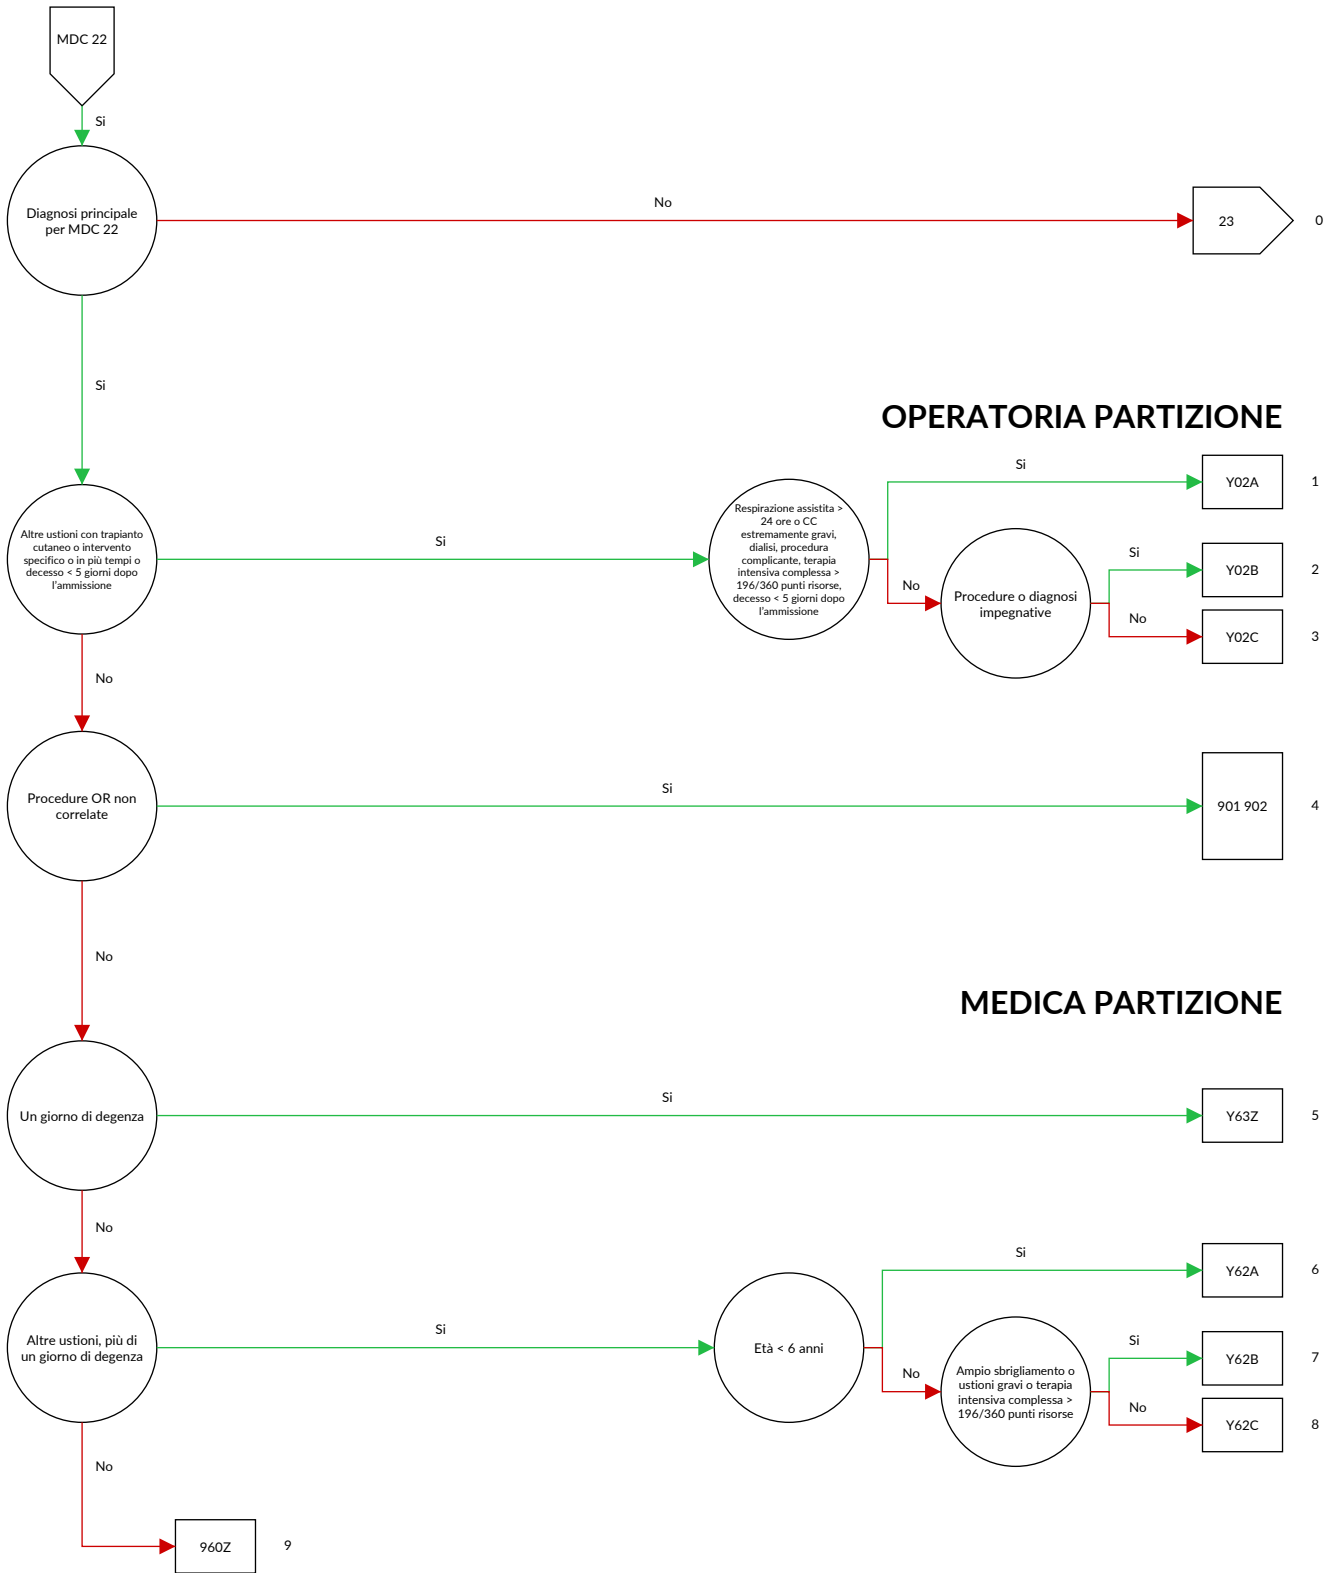 MDC 22
Si
Diagnosi principale
per MDC 22
No
23
0
Si
OPERATORIA PARTIZIONE
Altre ustioni con trapianto
cutaneo o intervento
specifico o in più tempi o
decesso < 5 giorni dopo
l'ammissione
Si
Respirazione assistita >
24 ore o CC
estremamente gravi,
dialisi, procedura
complicante, terapia
intensiva complessa >
196/360 punti risorse,
decesso < 5 giorni dopo
l'ammissione
Si
Y02A
1
No
Procedure o diagnosi
impegnative
Si
Y02B
2
No
Y02C
3
No
Procedure OR non
correlate
Si
901 902
4
No
MEDICA PARTIZIONE
Un giorno di degenza
Si
Y63Z
5
No
Altre ustioni, più di
un giorno di degenza
Si
Età < 6 anni
Si
Y62A
6
No
Ampio sbrigliamento o
ustioni gravi o terapia
intensiva complessa >
196/360 punti risorse
Si
Y62B
7
No
Y62C
8
No
960Z
9